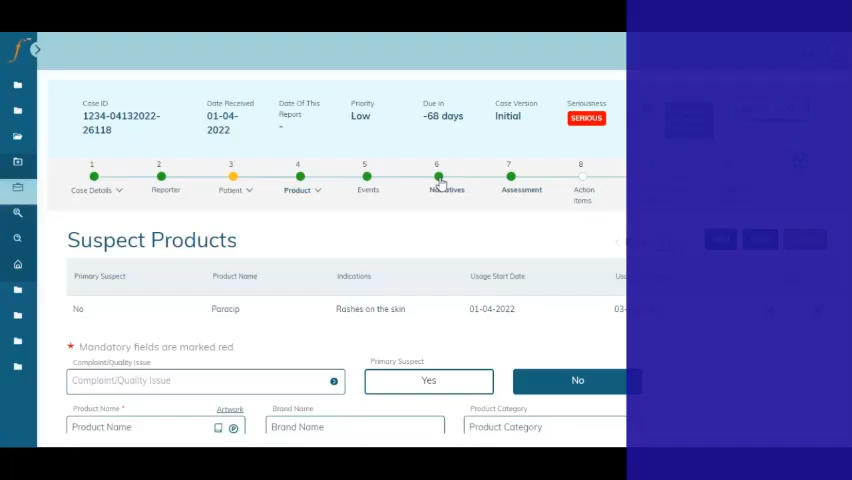 Case ID
1234-04132022-
26118
Date Received
01-04-
2022
Date Of This
Report
-
Priority
Low
Due in
-68 days
Case Version
Initial
Seriousness
SERIOUS
1 2 3 4 5 6 7 8
Case Details Reporter Patient Product Events Narratives Assessment Action
Items
Suspect Products
Primary Suspect Product Name Indications Usage Start Date
No Paracip Rashes on the skin 01-04-2022
* Mandatory fields are marked red
Complaint/Quality Issue
Complaint/Quality Issue
Primary Suspect
Yes No
Product Name * Artwork Brand Name Product Category
Product Name Brand Name Product Category